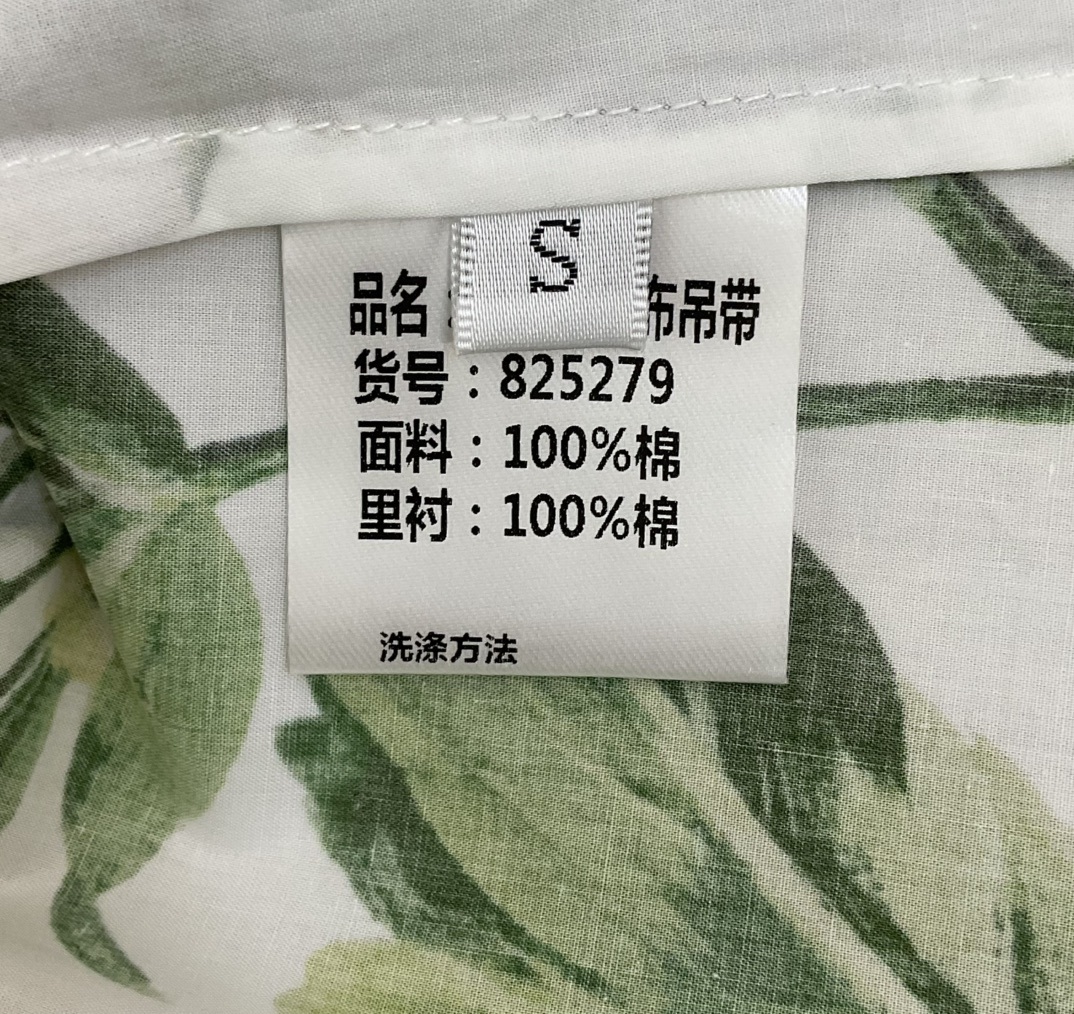 S
品名：布吊带
货号：825279
面料：100%棉
里衬：100%棉
洗涤方法